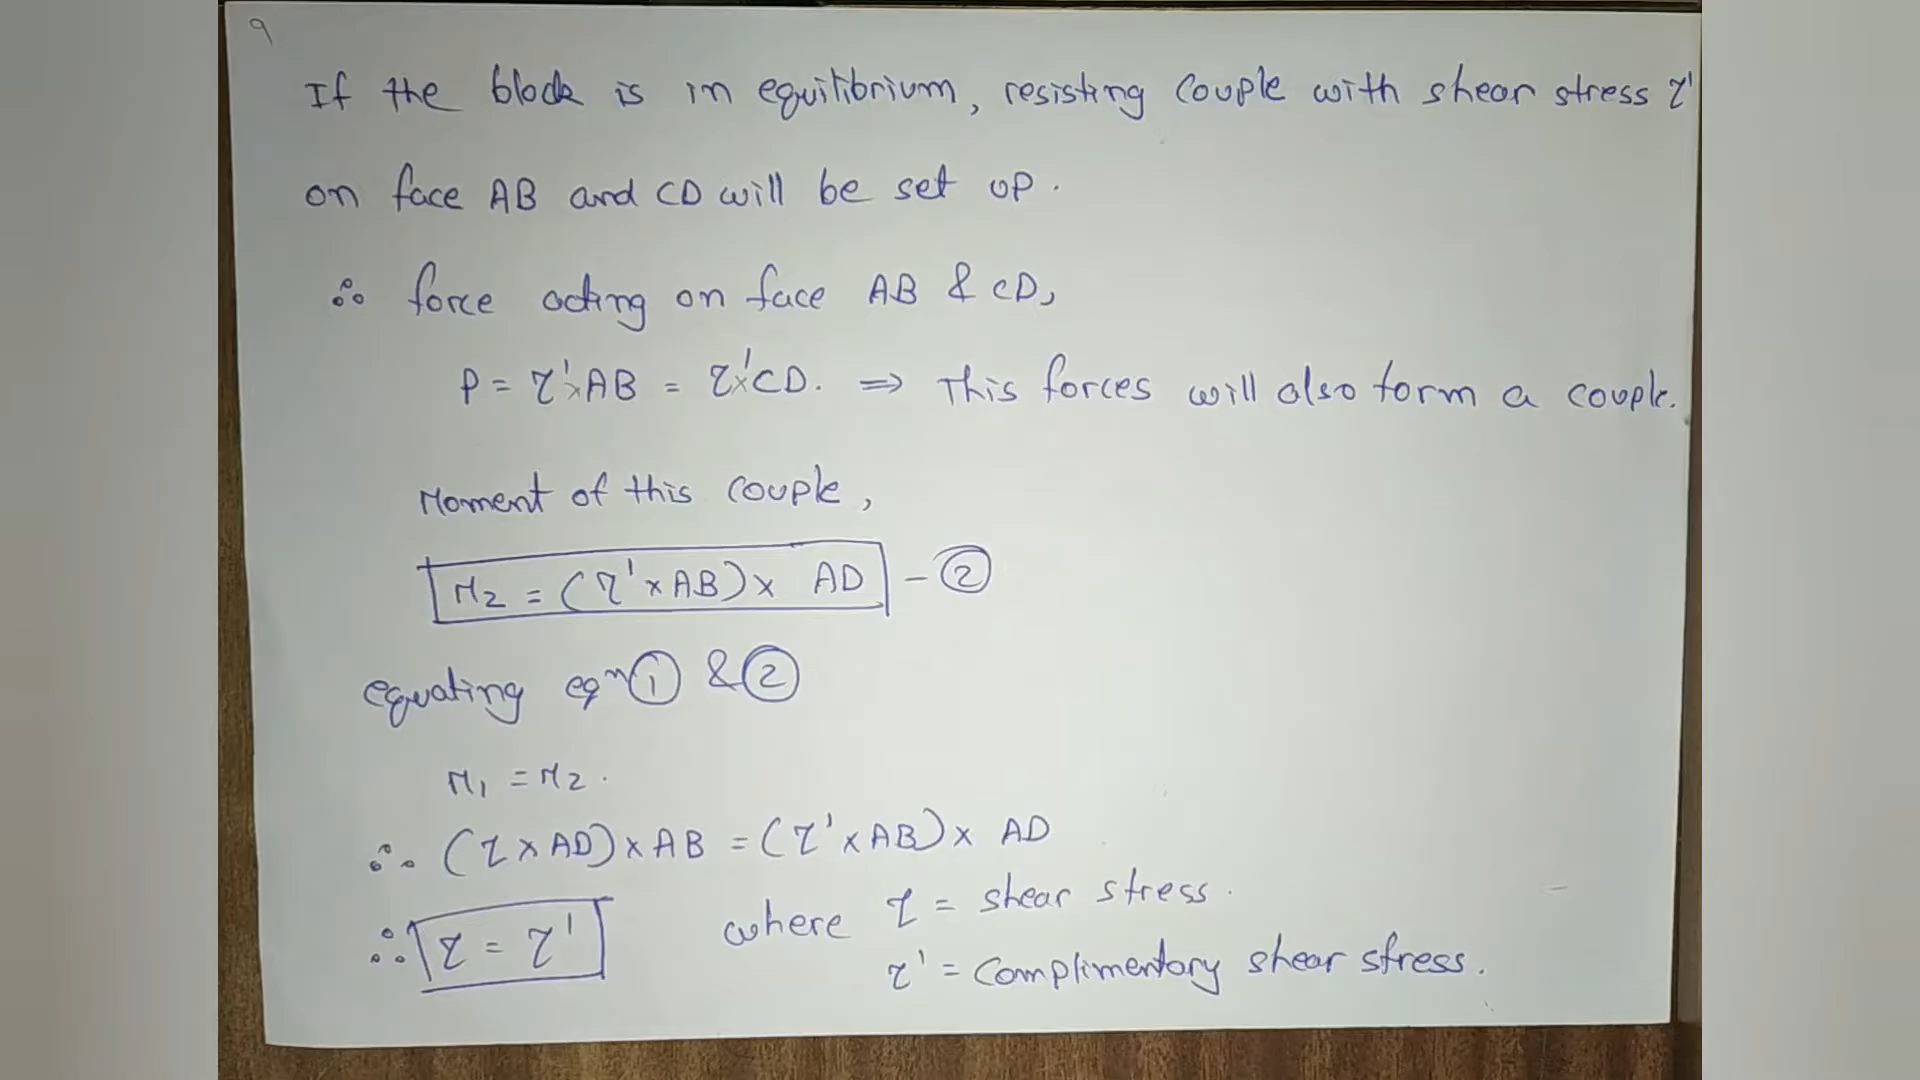 9
If the block is in equilibrium, resisting couple with shear stress τ'
on face AB and CD will be set up.
∴ force acting on face AB & CD,
P = τ'×AB = τ'×CD. ⇒ This forces will also form a couple.
Moment of this couple,
M2 = (τ'×AB)× AD - ②
equating eqn ① & ②
M1 = M2.
∴ (τ×AD)×AB = (τ'×AB)× AD
∴ τ = τ' where τ = shear stress.
τ' = complimentory shear stress.